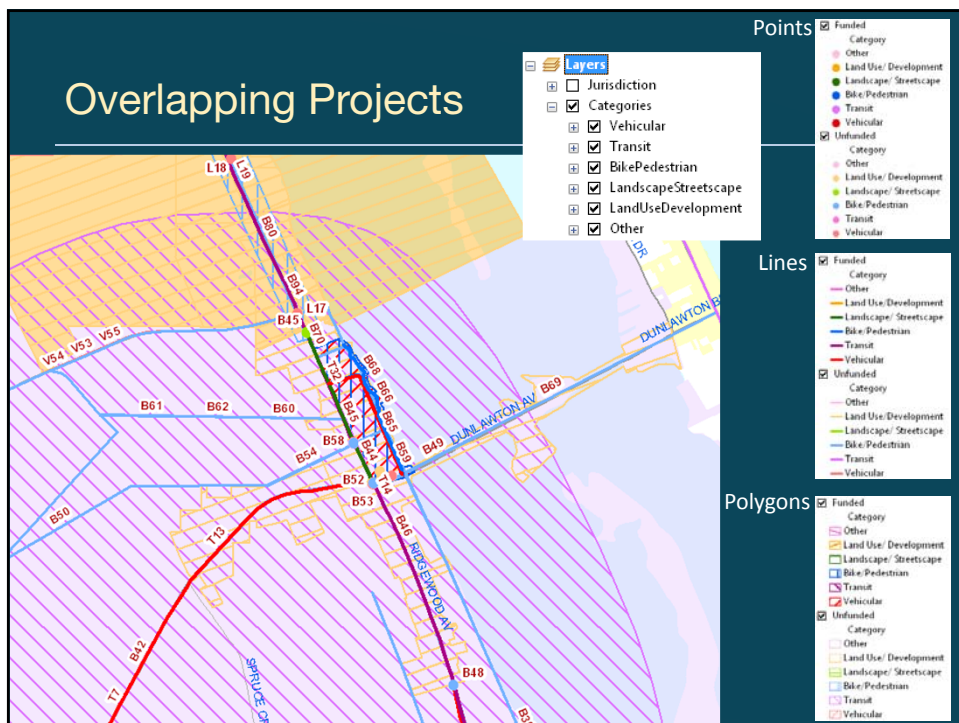 Overlapping Projects
Layers
Jurisdiction
Categories
Vehicular
Transit
BikePedestrian
LandscapeStreetscape
LandUseDevelopment
Other
Points
Funded
Category
Other
Land Use/ Development
Landscape/ Streetscape
Bike/Pedestrian
Transit
Vehicular
Unfunded
Category
Other
Land Use/ Development
Landscape/ Streetscape
Bike/Pedestrian
Transit
Vehicular
Lines
Funded
Category
Other
Land Use/Development
Landscape/ Streetscape
Bike/Pedestrian
Transit
Vehicular
Unfunded
Category
Other
Land Use/ Development
Landscape/ Streetscape
Bike/Pedestrian
Transit
Vehicular
Polygons
Funded
Category
Other
Land Use/ Development
Landscape/ Streetscape
Bike/Pedestrian
Transit
Vehicular
Unfunded
Category
Other
Land Use/ Development
Landscape/ Streetscape
Bike/Pedestrian
Transit
Vehicular
L18
L19
B80
B94
L17
B45
B70
V54 V53 V55
T32
B68
B66
B61 B62 B60
B45
B65
B58
B44
B59
B49
DUNLAWTON AV
B69
DR
B54
B52
T14
B53
B50
B46
T13
RIDGEWOOD AV
B42
T7
B48